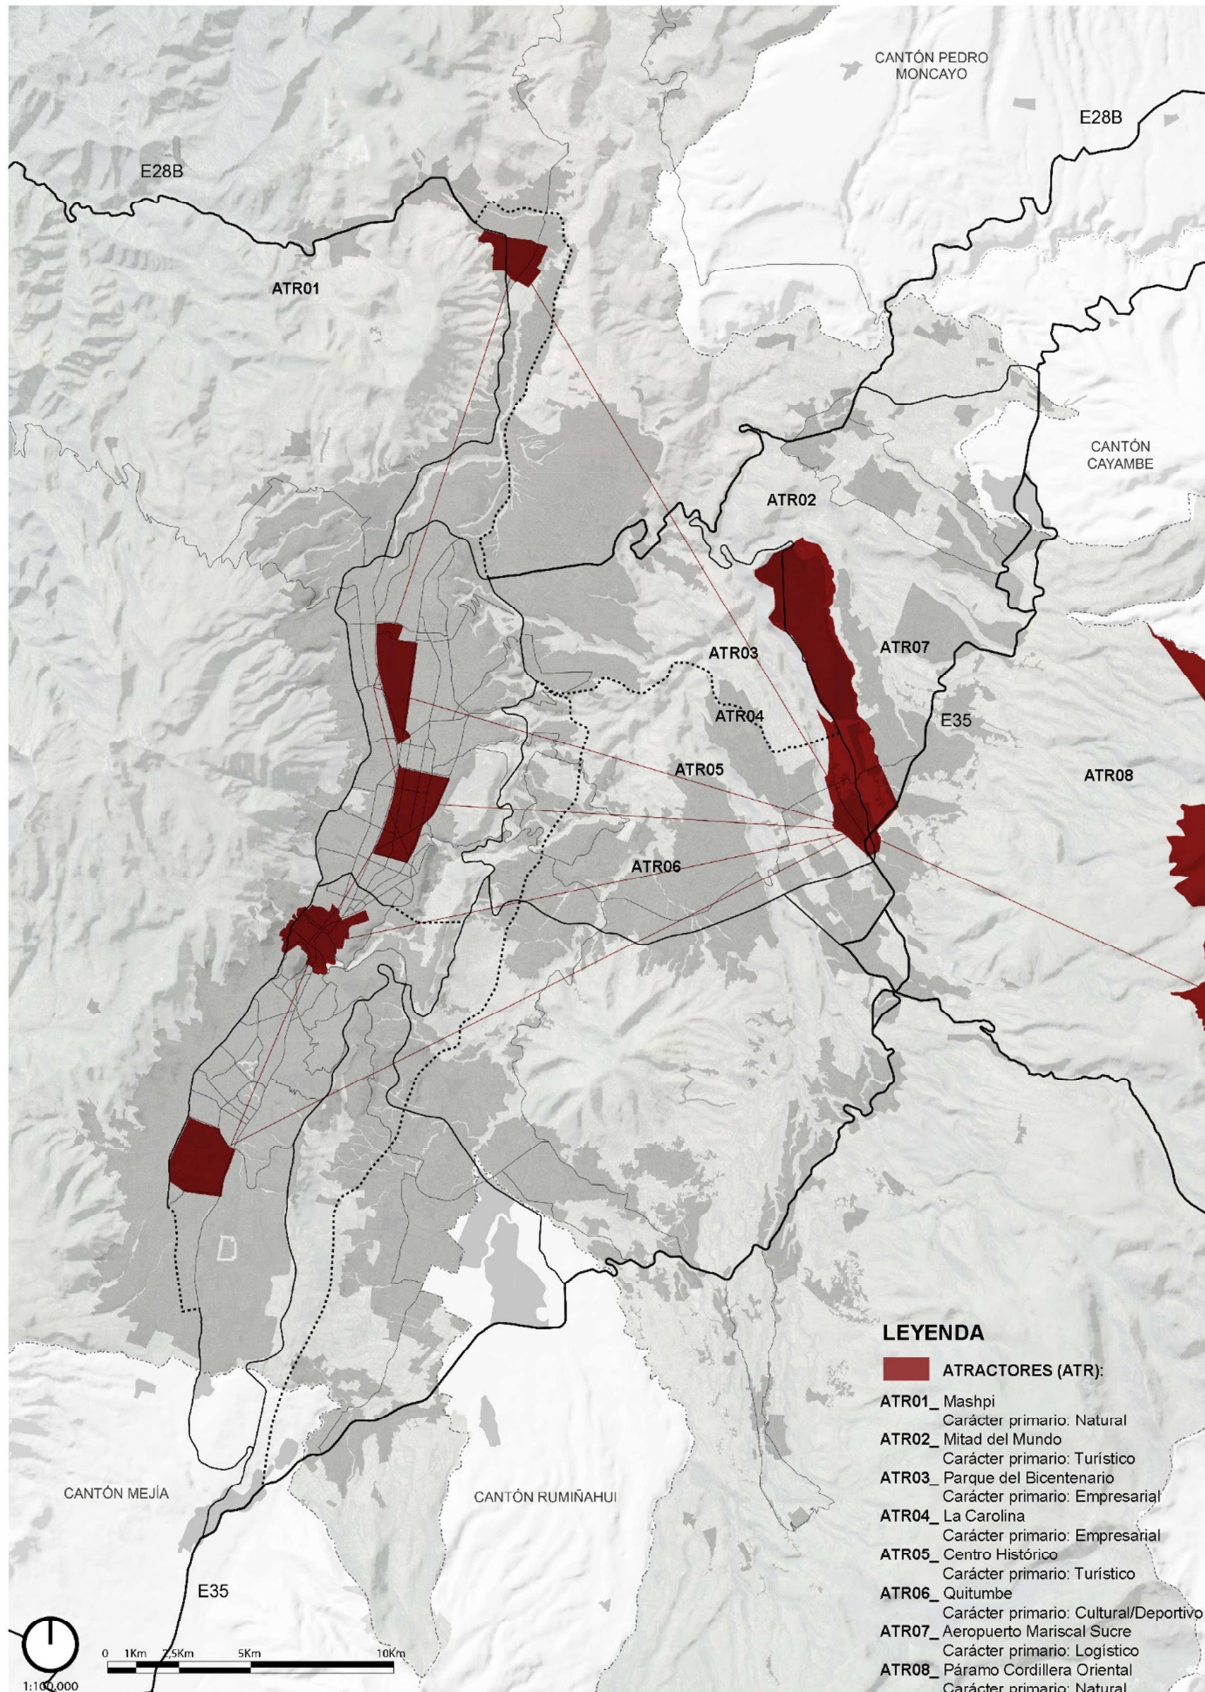 CANTÓN PEDRO
MONCAYO
E28B
E28B
ATR01
CANTÓN
CAYAMBE
ATR02
ATR03
ATR07
ATR04
E35
ATR05
ATR08
ATR06
CANTÓN MEJÍA
CANTÓN RUMIÑAHUI
E35
0 1Km 2,5Km 5Km 10Km
1:100,000
LEYENDA
ATRACTORES (ATR):
ATR01_ Mashpi
Carácter primario: Natural
ATR02_ Mitad del Mundo
Carácter primario: Turístico
ATR03_ Parque del Bicentenario
Carácter primario: Empresarial
ATR04_ La Carolina
Carácter primario: Empresarial
ATR05_ Centro Histórico
Carácter primario: Turístico
ATR06_ Quitumbe
Carácter primario: Cultural/Deportivo
ATR07_ Aeropuerto Mariscal Sucre
Carácter primario: Logístico
ATR08_ Páramo Cordillera Oriental
Carácter primario: Natural